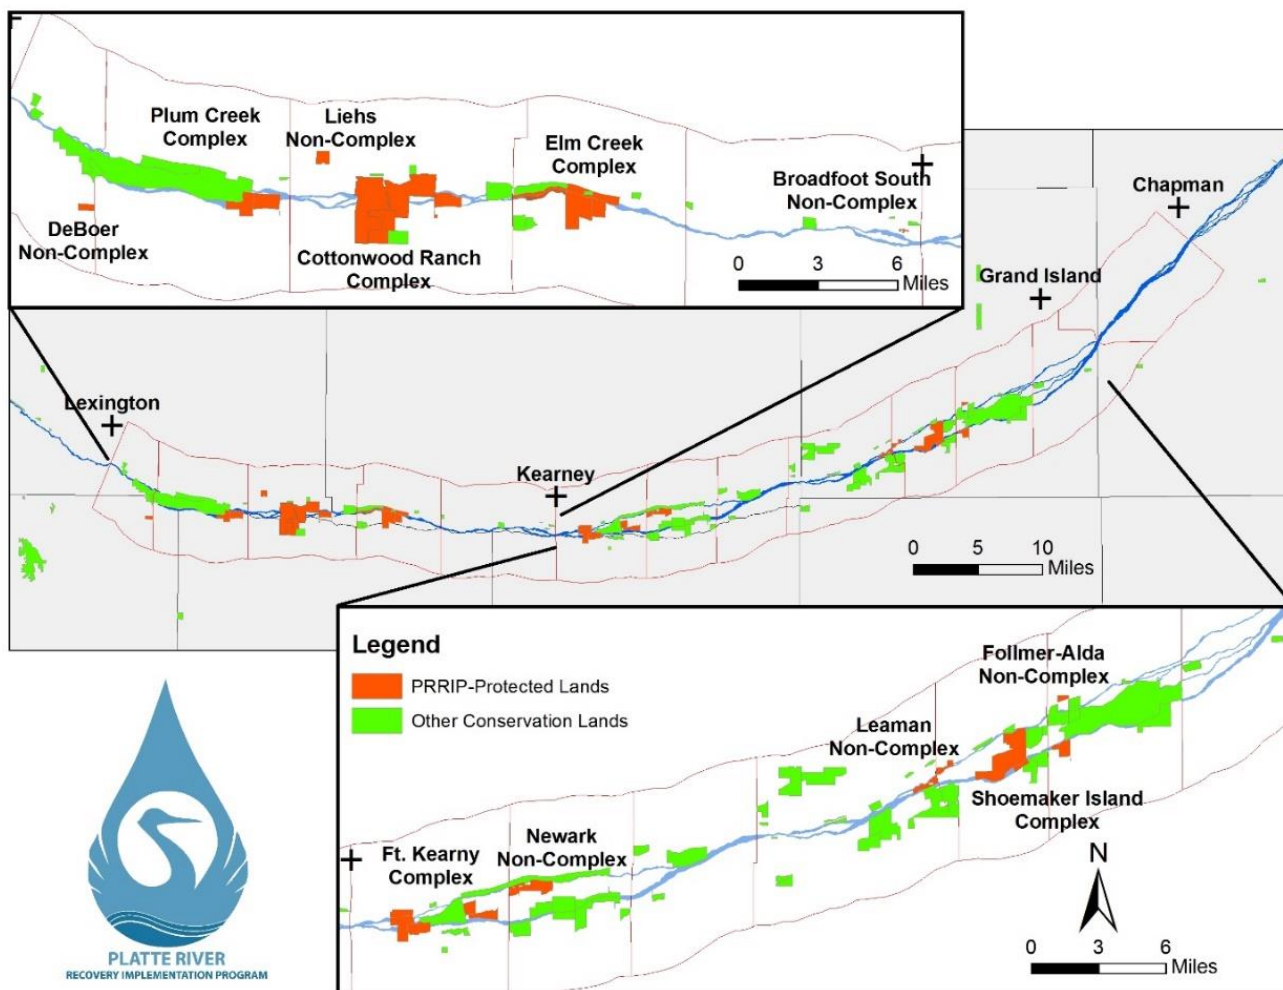 Plum Creek
Complex
Liehs
Non-Complex
Elm Creek
Complex
Broadfoot South
Non-Complex
DeBoer
Non-Complex
Cottonwood Ranch
Complex
0 3 6
Miles
Chapman
Grand Island
Lexington
Kearney
0 5 10
Miles
Legend
PRRIP-Protected Lands
Other Conservation Lands
Follmer-Alda
Non-Complex
Leaman
Non-Complex
Shoemaker Island
Complex
Newark
Non-Complex
Ft. Kearny
Complex
N
0 3 6
Miles
PLATTE RIVER
RECOVERY IMPLEMENTATION PROGRAM